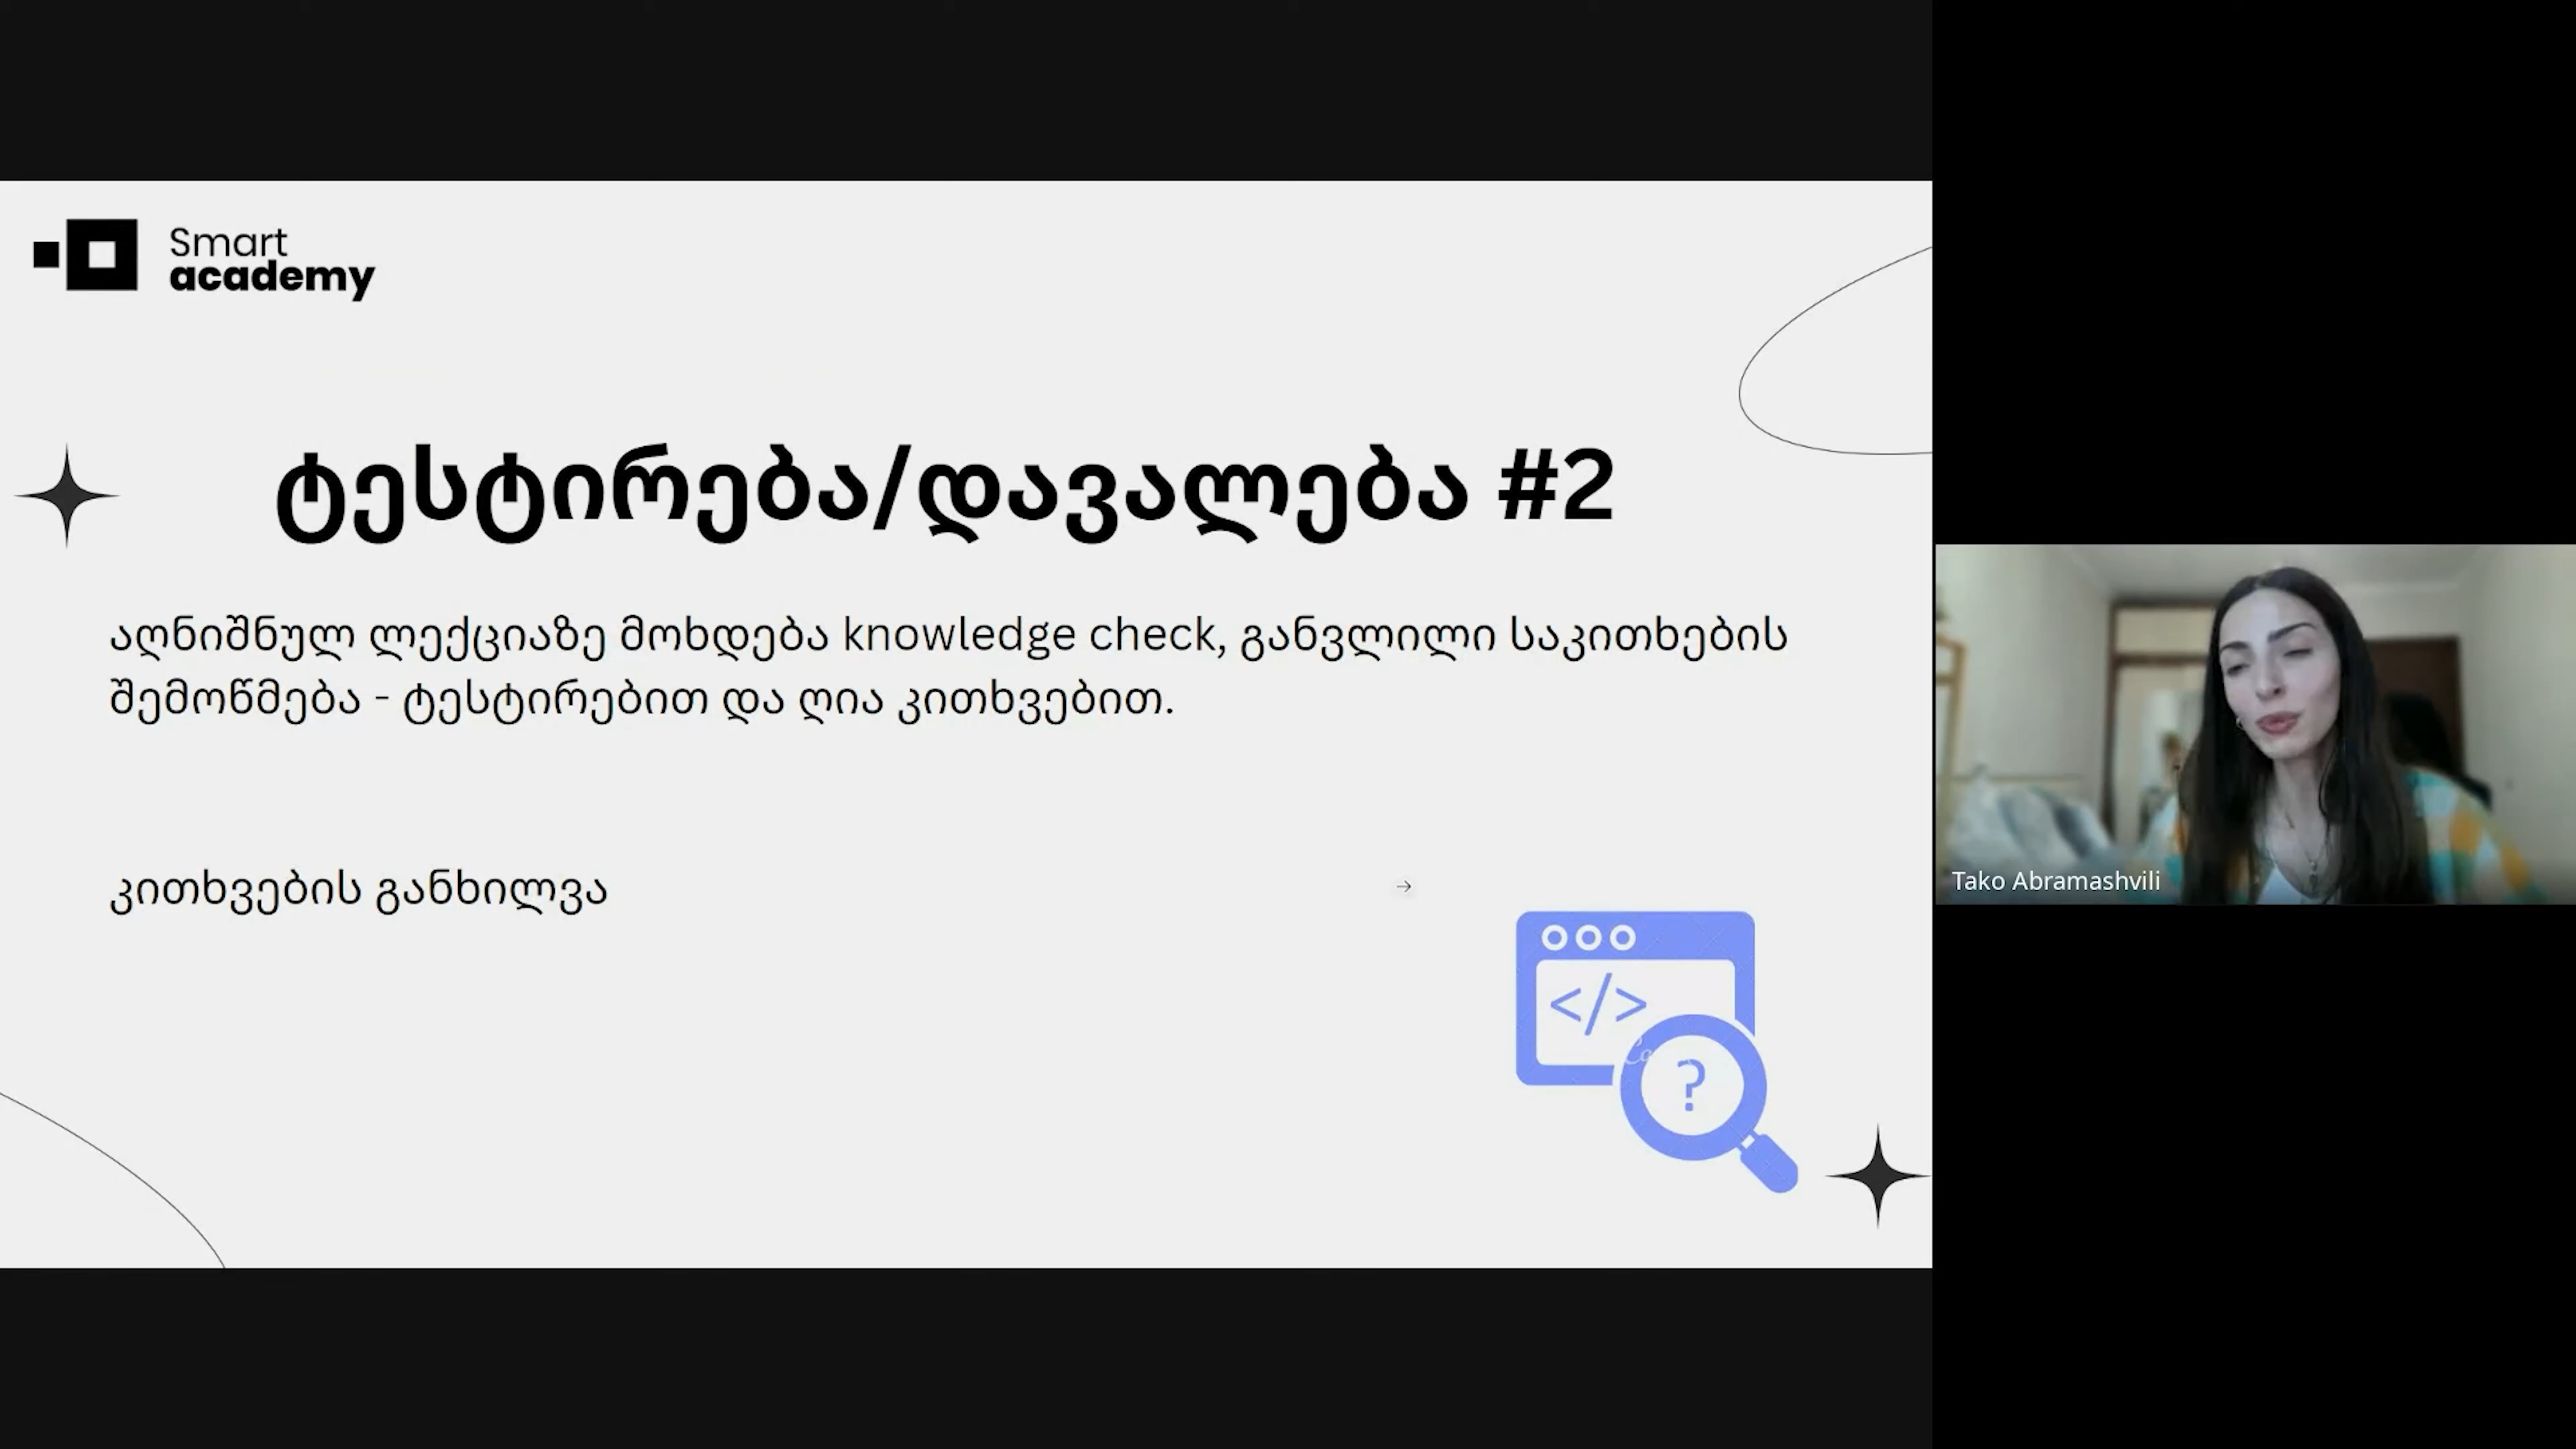 Smart
academy
ტესტირება/დავალება #2
აღნიშნულ ლექციაზე მოხდება knowledge check, განვლილი საკითხების
შემოწმება - ტესტირებით და ღია კითხვებით.
კითხვების განხილვა
</>
?
Tako Abramashvili